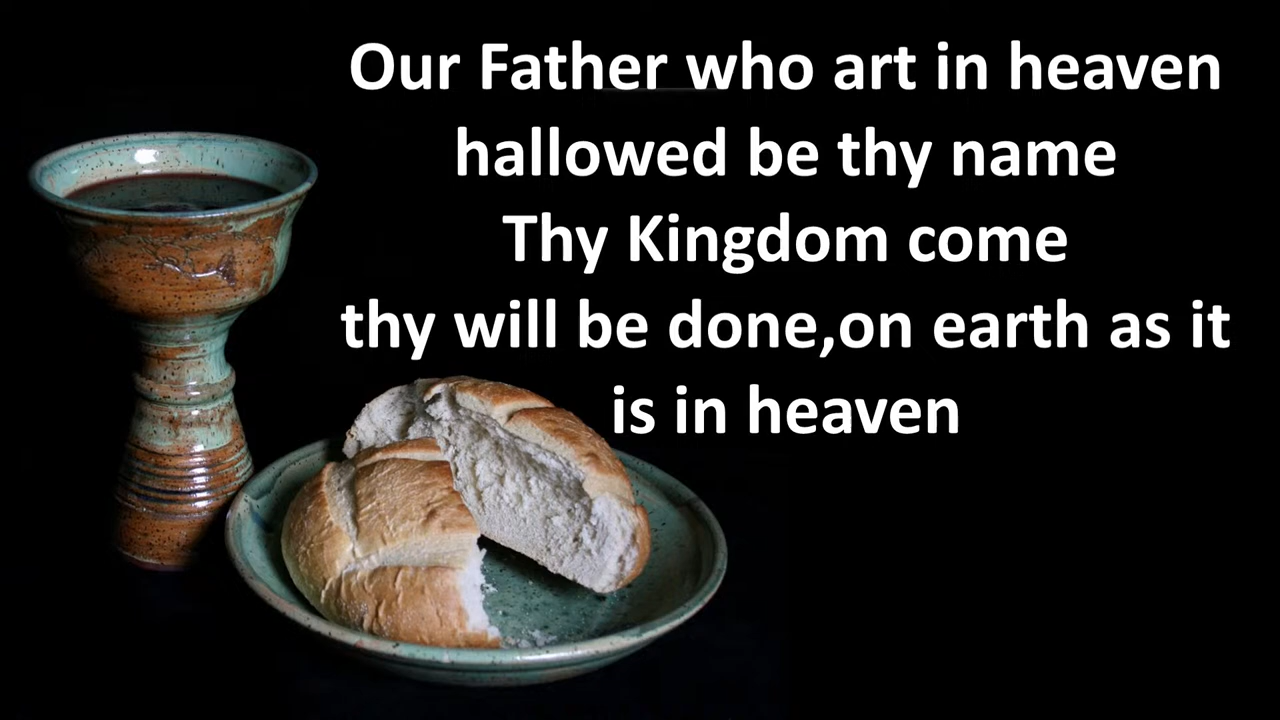 Our Father who art in heaven
hallowed be thy name
Thy Kingdom come
thy will be done,on earth as it
is in heaven